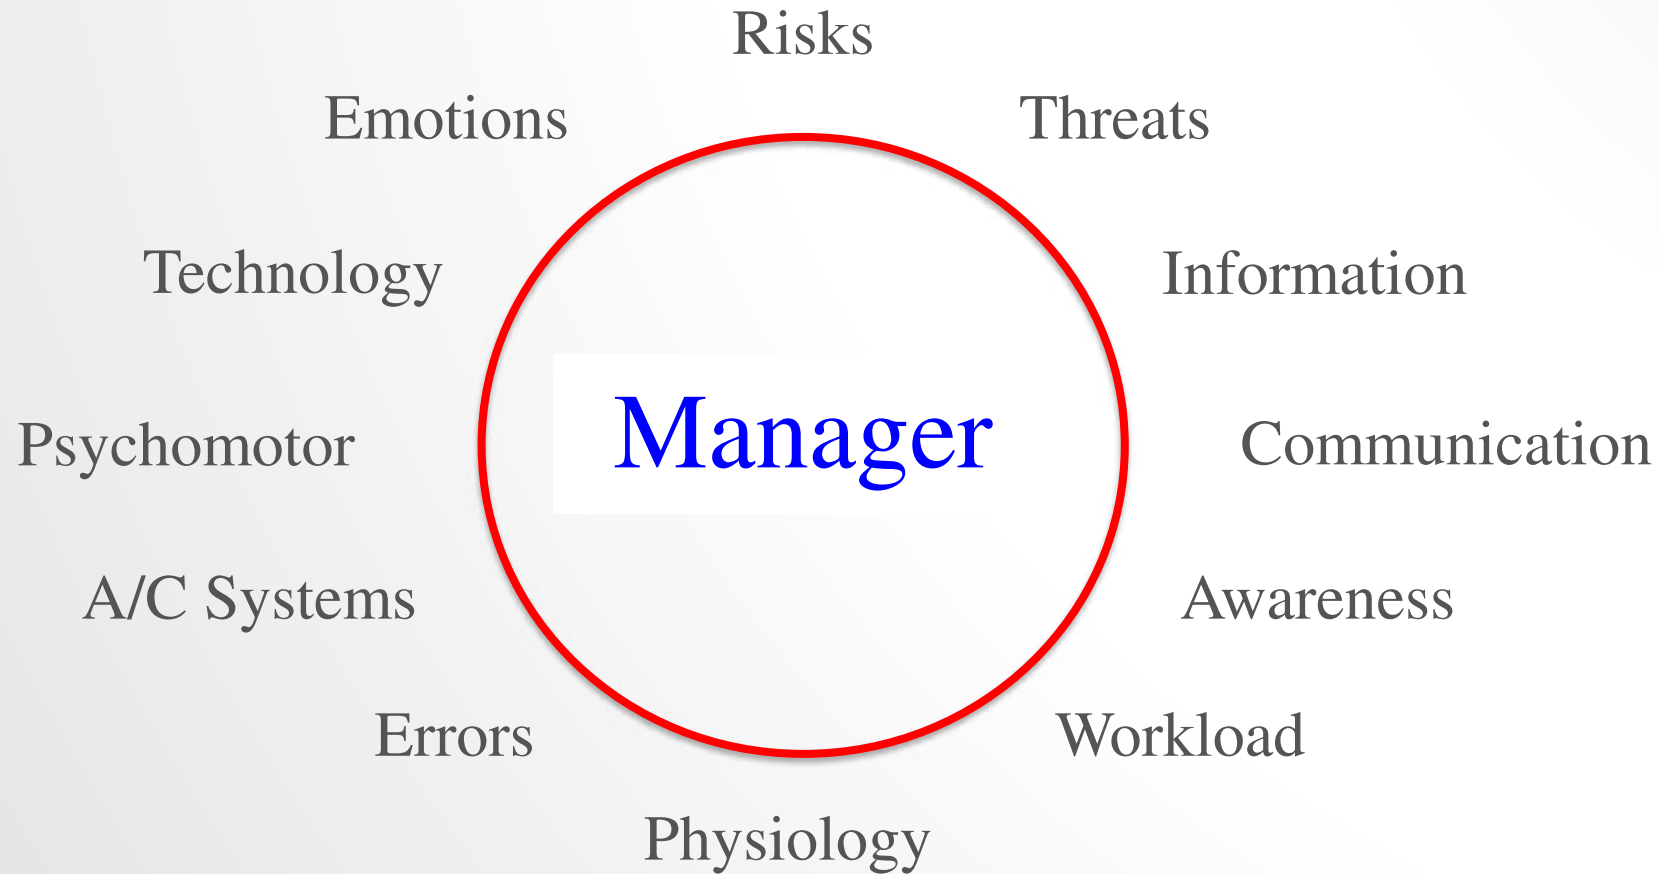 Risks
Emotions
Threats
Technology
Information
Manager
Psychomotor
Communication
A/C Systems
Awareness
Errors
Workload
Physiology